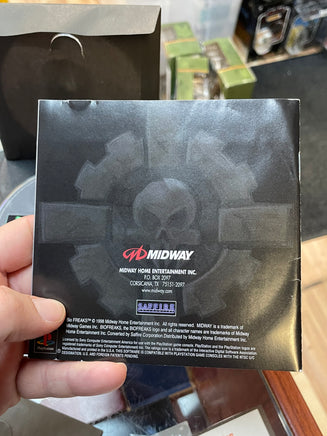 MIDWAY
MIDWAY HOME ENTERTAINMENT INC.
P.O. BOX 2097
CORSICANA, TX 75151-2097
www.midway.com
SAFFIRE
Bio FREAKS™ © 1998 Midway Home Entertainment Inc. All rights reserved. MIDWAY is a trademark of
Midway Games Inc. BIOFREAKS, the BIOFREAKS logo and all character names are trademarks of Midway
Home Entertainment Inc. Converted by Saffire Corporation Distributed by Midway Home Entertainment Inc.
Licensed by Sony Computer Entertainment America for use with the PlayStation game console. PlayStation and the PlayStation logos are
trademarks of Sony Computer Entertainment Inc. The ratings icon is a trademark of the Interactive Digital Software Association.
Manufactured and printed in the U.S.A. THIS SOFTWARE IS COMPATIBLE WITH PLAYSTATION GAME CONSOLES WITH THE NTSC U/C
DESIGNATION. U.S. AND FOREIGN PATENTS PENDING.